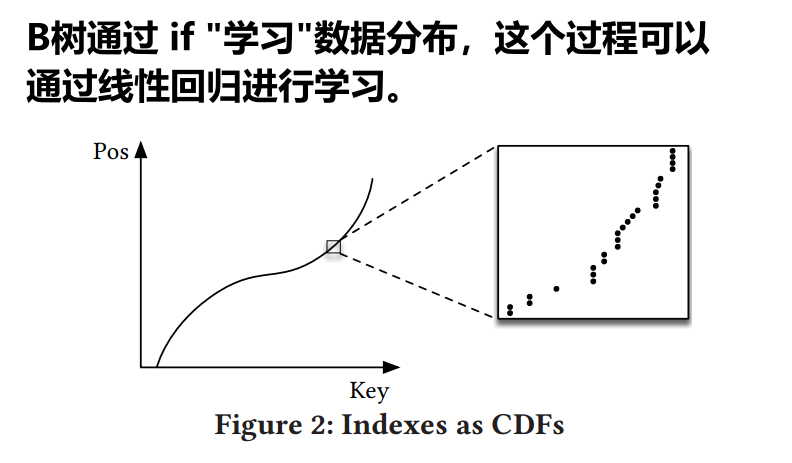 B树通过 if "学习"数据分布，这个过程可以
通过线性回归进行学习。
Pos
Key
Figure 2: Indexes as CDFs